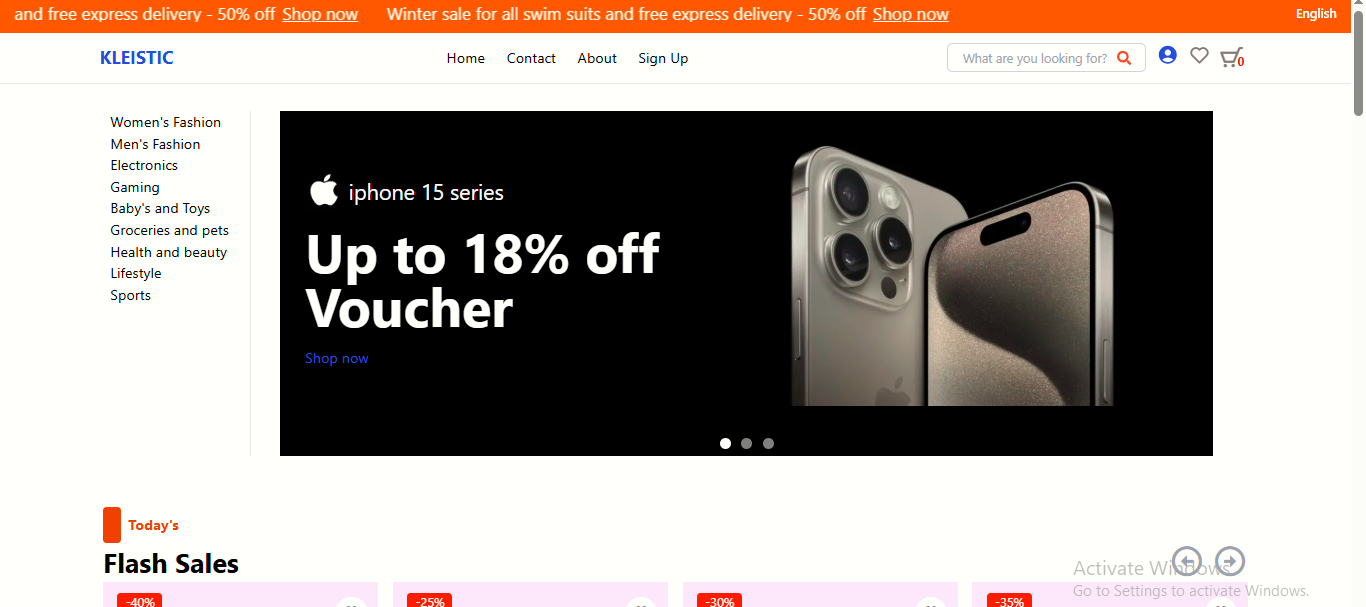 and free express delivery - 50% off Shop now Winter sale for all swim suits and free express delivery - 50% off Shop now
English
KLEISTIC
Home Contact About Sign Up
What are you looking for?
0
Women's Fashion
Men's Fashion
Electronics
Gaming
Baby's and Toys
Groceries and pets
Health and beauty
Lifestyle
Sports
iphone 15 series
Up to 18% off
Voucher
Shop now
Today's
Flash Sales
Activate Windows
Go to Settings to activate Windows.
-40% -25% -30% -35%